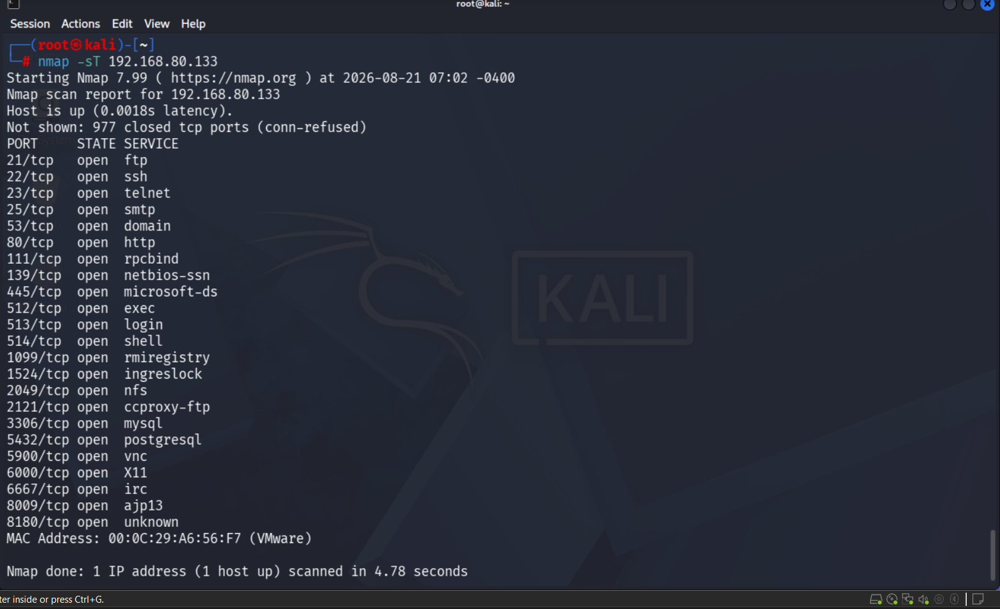 root@kali: ~
Session Actions Edit View Help
┌──(root㉿kali)-[~]
└─# nmap -sT 192.168.80.133
Starting Nmap 7.99 ( https://nmap.org ) at 2026-08-21 07:02 -0400
Nmap scan report for 192.168.80.133
Host is up (0.0018s latency).
Not shown: 977 closed tcp ports (conn-refused)
PORT     STATE SERVICE
21/tcp   open  ftp
22/tcp   open  ssh
23/tcp   open  telnet
25/tcp   open  smtp
53/tcp   open  domain
80/tcp   open  http
111/tcp  open  rpcbind
139/tcp  open  netbios-ssn
445/tcp  open  microsoft-ds
512/tcp  open  exec
513/tcp  open  login
514/tcp  open  shell
1099/tcp open  rmiregistry
1524/tcp open  ingreslock
2049/tcp open  nfs
2121/tcp open  ccproxy-ftp
3306/tcp open  mysql
5432/tcp open  postgresql
5900/tcp open  vnc
6000/tcp open  X11
6667/tcp open  irc
8009/tcp open  ajp13
8180/tcp open  unknown
MAC Address: 00:0C:29:A6:56:F7 (VMware)
Nmap done: 1 IP address (1 host up) scanned in 4.78 seconds
KALI
ter inside or press Ctrl+G.